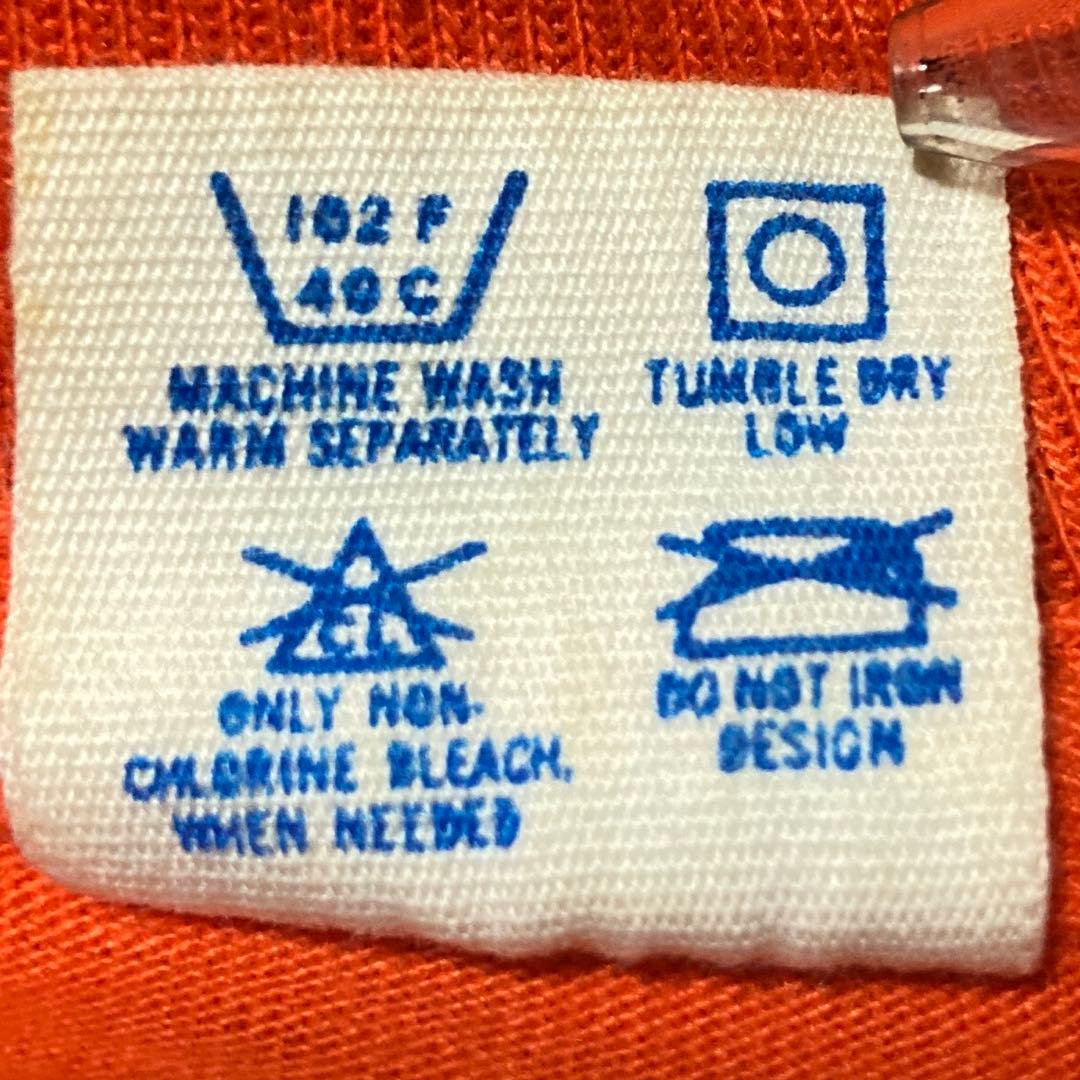 102 F
40 C
MACHINE WASH
WARM SEPARATELY
TUMBLE DRY
LOW
CL
ONLY NON-
CHLORINE BLEACH,
WHEN NEEDED
DO NOT IRON
DESIGN